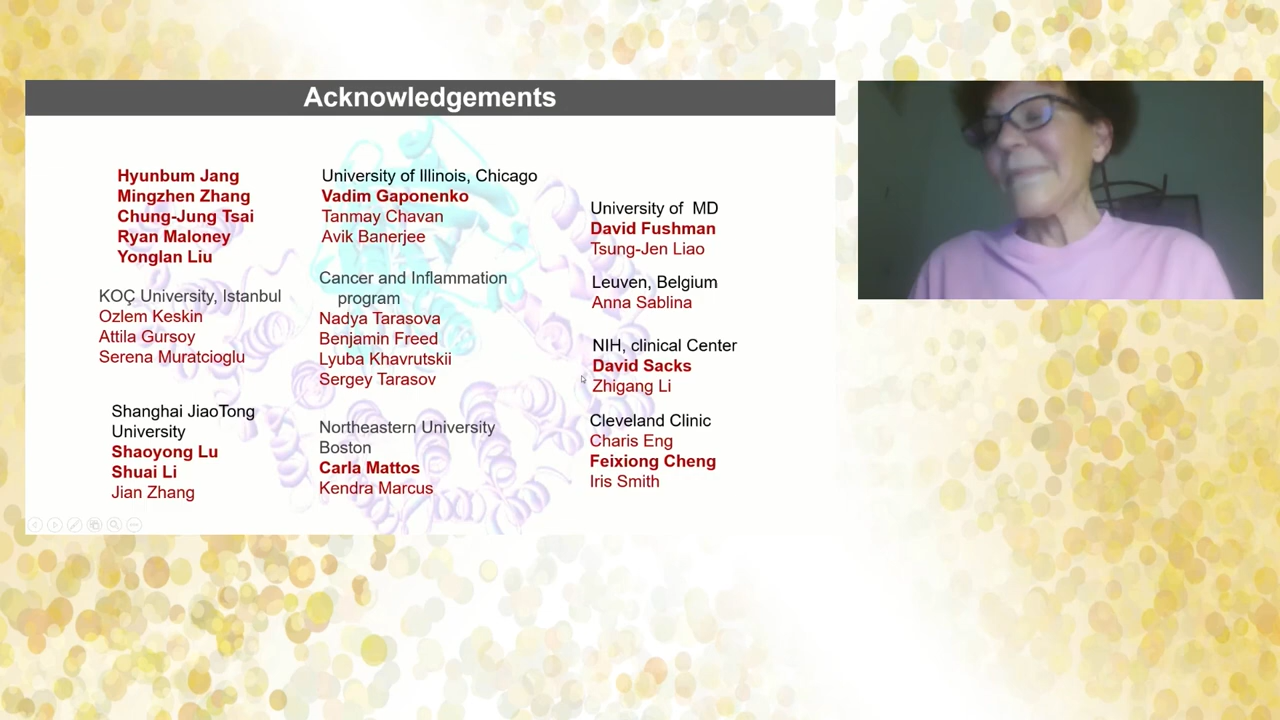 Acknowledgements
Hyunbum Jang
Mingzhen Zhang
Chung-Jung Tsai
Ryan Maloney
Yonglan Liu
KOÇ University, Istanbul
Ozlem Keskin
Attila Gursoy
Serena Muratcioglu
Shanghai JiaoTong
University
Shaoyong Lu
Shuai Li
Jian Zhang
University of Illinois, Chicago
Vadim Gaponenko
Tanmay Chavan
Avik Banerjee
Cancer and Inflammation
program
Nadya Tarasova
Benjamin Freed
Lyuba Khavrutskii
Sergey Tarasov
Northeastern University
Boston
Carla Mattos
Kendra Marcus
University of MD
David Fushman
Tsung-Jen Liao
Leuven, Belgium
Anna Sablina
NIH, clinical Center
David Sacks
Zhigang Li
Cleveland Clinic
Charis Eng
Feixiong Cheng
Iris Smith